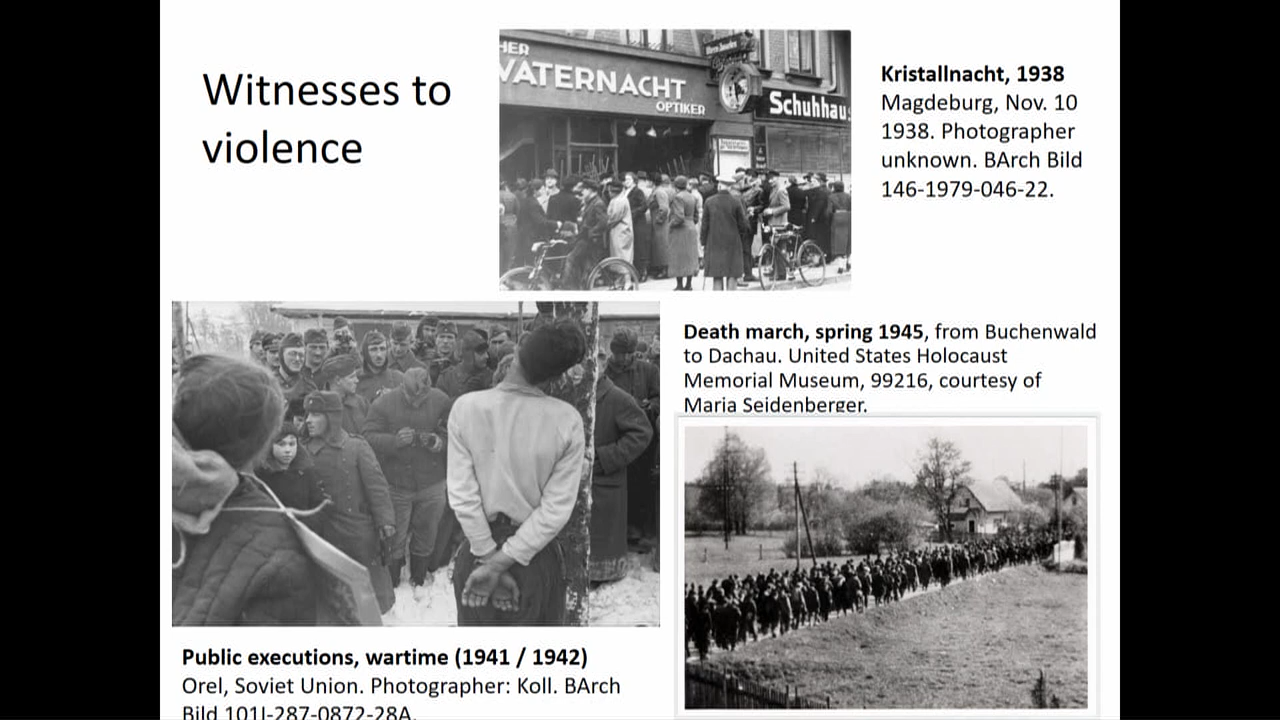 Witnesses to
violence
HER
VATERNACHT
OPTIKER
Schuhhau
Kristallnacht, 1938
Magdeburg, Nov. 10
1938. Photographer
unknown. BArch Bild
146-1979-046-22.
Death march, spring 1945, from Buchenwald
to Dachau. United States Holocaust
Memorial Museum, 99216, courtesy of
Maria Seidenberger.
Public executions, wartime (1941 / 1942)
Orel, Soviet Union. Photographer: Koll. BArch
Bild 101I-287-0872-28A.